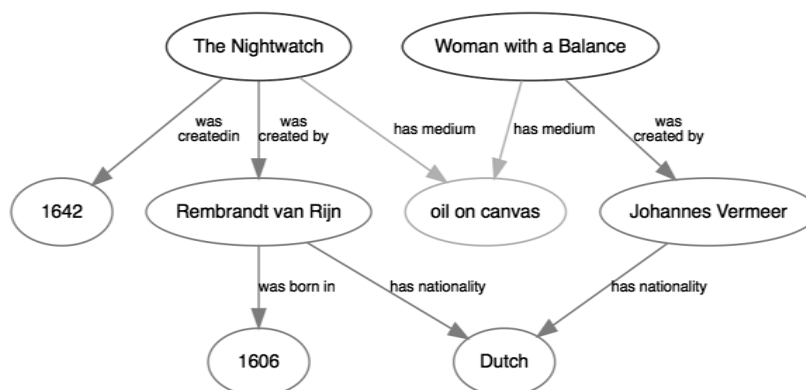 The Nightwatch
Woman with a Balance
was
createdin
was
created by
has medium
has medium
was
created by
1642
Rembrandt van Rijn
oil on canvas
Johannes Vermeer
was born in
has nationality
has nationality
1606
Dutch